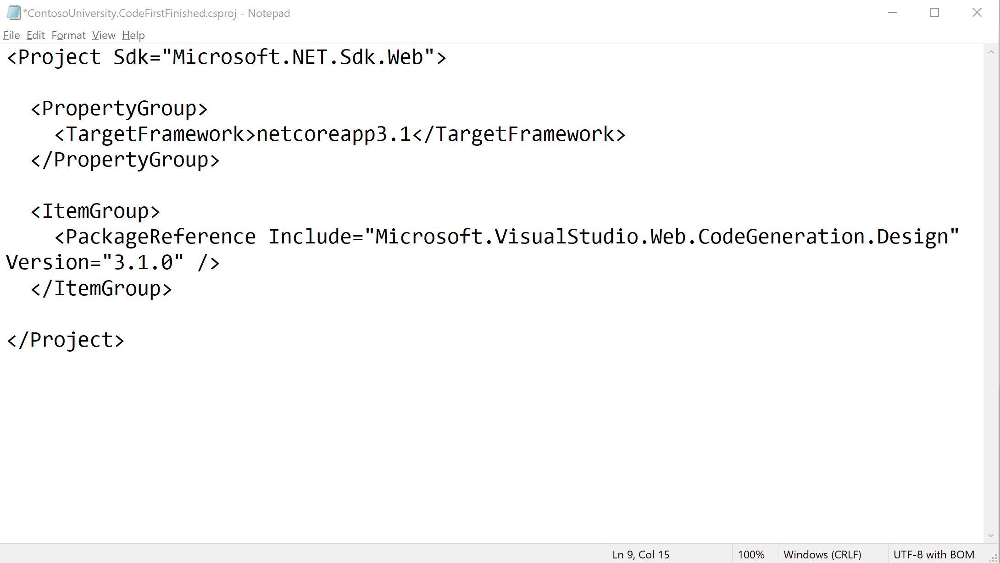 *ContosoUniversity.CodeFirstFinished.csproj - Notepad
File Edit Format View Help
<Project Sdk="Microsoft.NET.Sdk.Web">
<PropertyGroup>
<TargetFramework>netcoreapp3.1</TargetFramework>
</PropertyGroup>
<ItemGroup>
<PackageReference Include="Microsoft.VisualStudio.Web.CodeGeneration.Design"
Version="3.1.0" />
</ItemGroup>
</Project>
Ln 9, Col 15 100% Windows (CRLF) UTF-8 with BOM